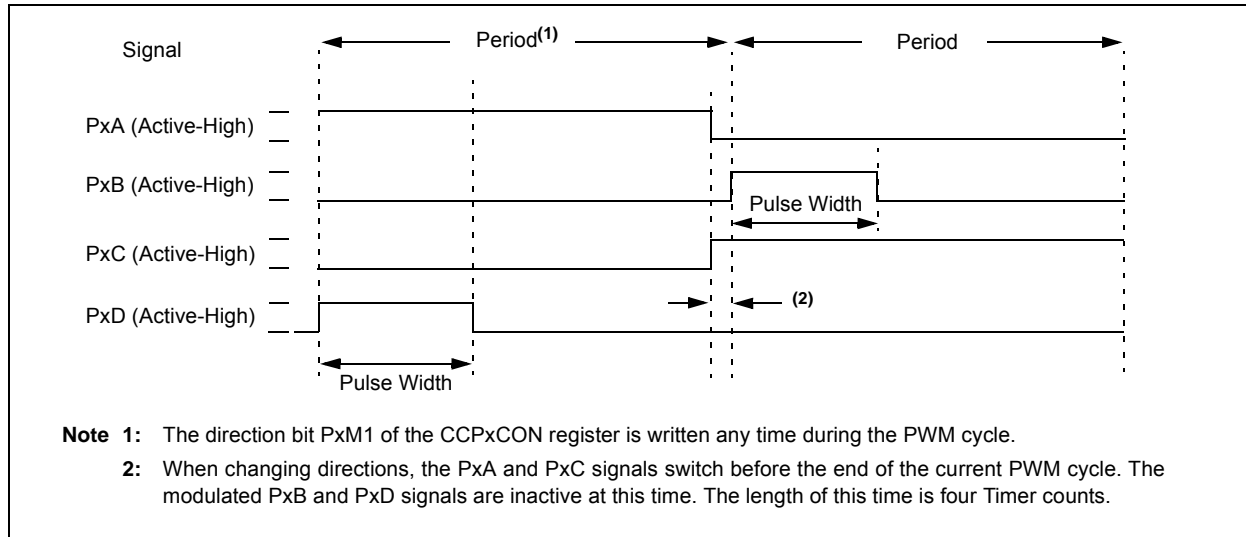 Signal
Period(1)
Period
PxA (Active-High)
PxB (Active-High)
Pulse Width
PxC (Active-High)
(2)
PxD (Active-High)
Pulse Width
Note 1: The direction bit PxM1 of the CCPxCON register is written any time during the PWM cycle.
2: When changing directions, the PxA and PxC signals switch before the end of the current PWM cycle. The
modulated PxB and PxD signals are inactive at this time. The length of this time is four Timer counts.